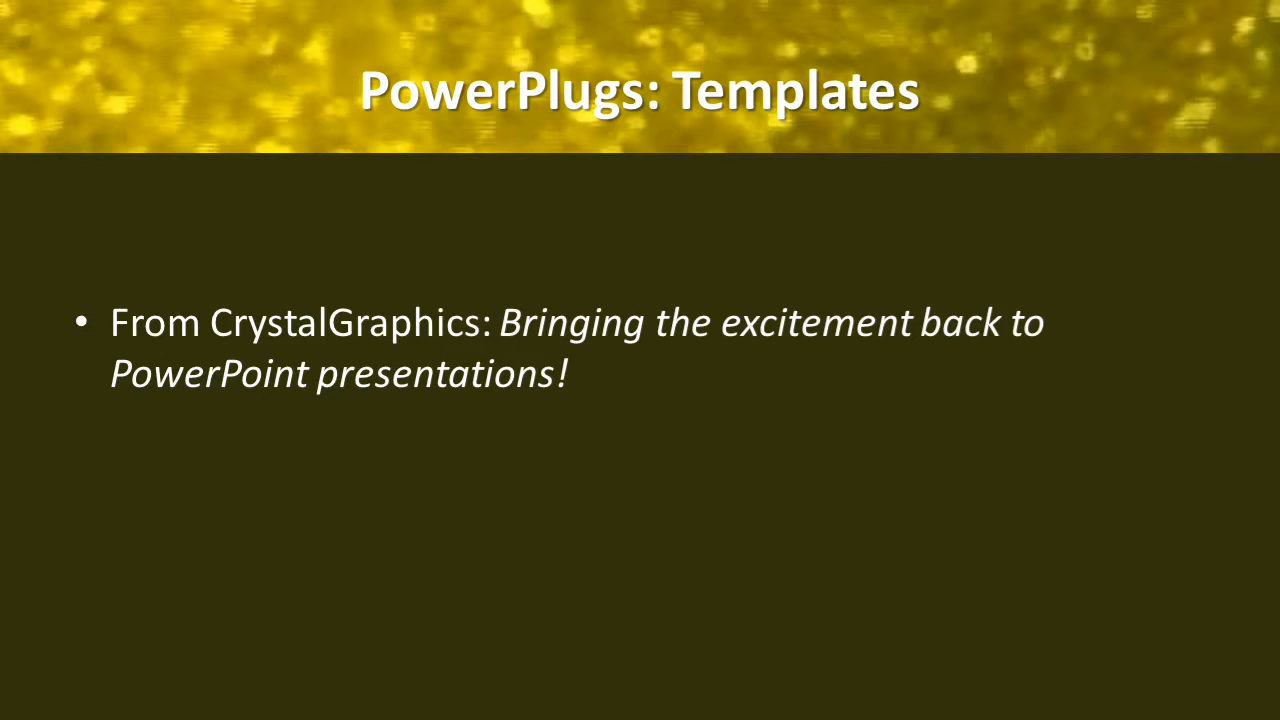 PowerPlugs: Templates
• From CrystalGraphics: Bringing the excitement back to
PowerPoint presentations!